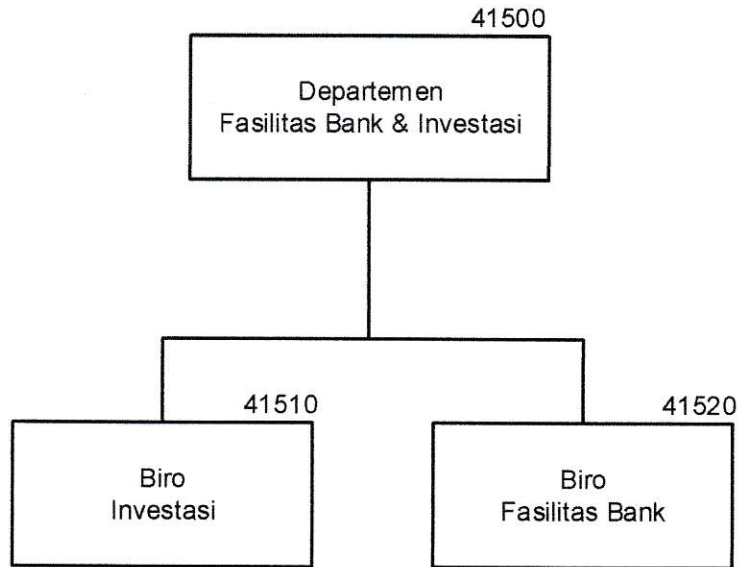 41500
Departemen
Fasilitas Bank & Investasi
41510
Biro
Investasi
41520
Biro
Fasilitas Bank